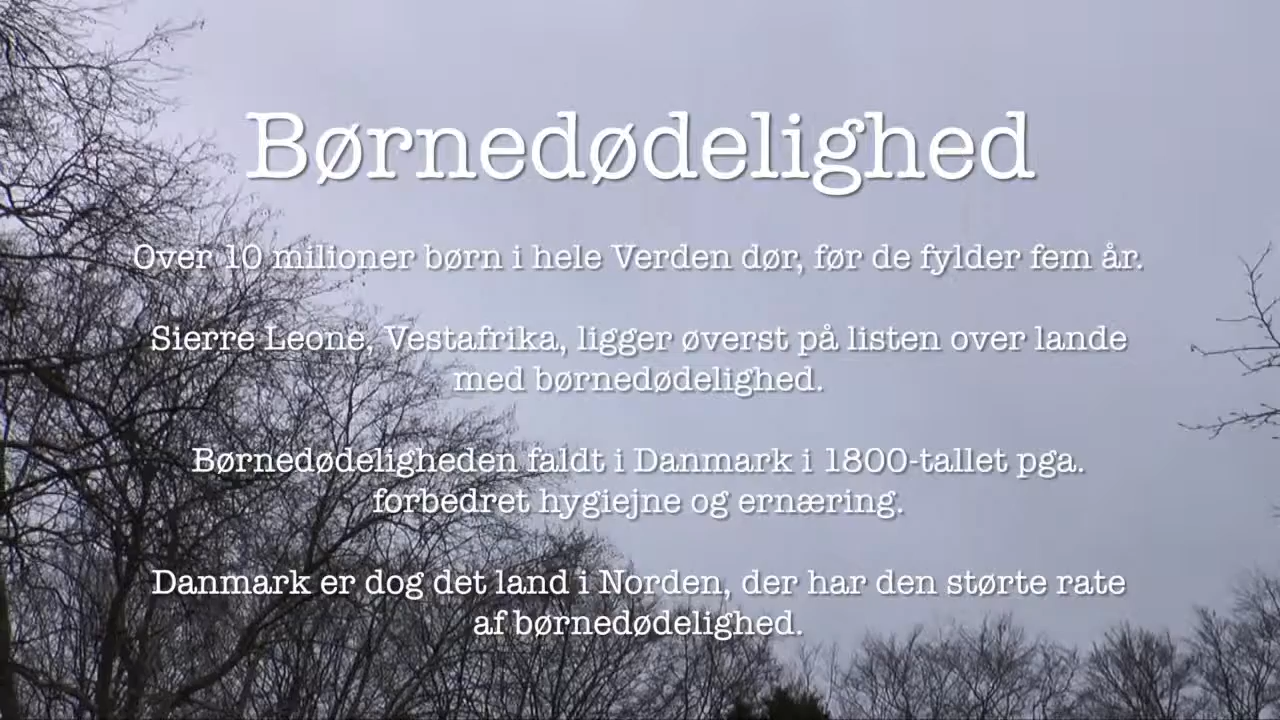 Børnedødelighed
Over 10 milioner børn i hele Verden dør, før de fylder fem år.
Sierre Leone, Vestafrika, ligger øverst på listen over lande
med børnedødelighed.
Børnedødeligheden faldt i Danmark i 1800-tallet pga.
forbedret hygiejne og ernæring.
Danmark er dog det land i Norden, der har den størte rate
af børnedødelighed.